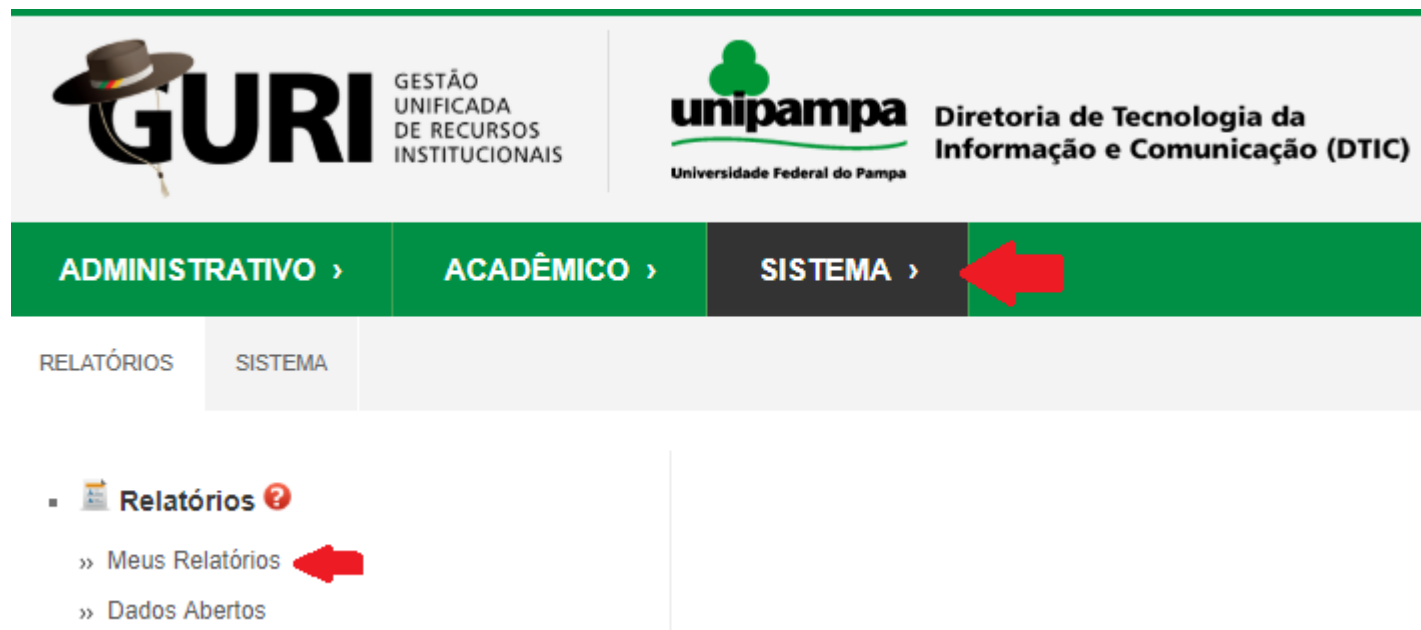 GURI
GESTÃO
UNIFICADA
DE RECURSOS
INSTITUCIONAIS
unipampa
Universidade Federal do Pampa
Diretoria de Tecnologia da
Informação e Comunicação (DTIC)
ADMINISTRATIVO › ACADÊMICO › SISTEMA ›
RELATÓRIOS SISTEMA
▪ Relatórios ?
» Meus Relatórios
» Dados Abertos